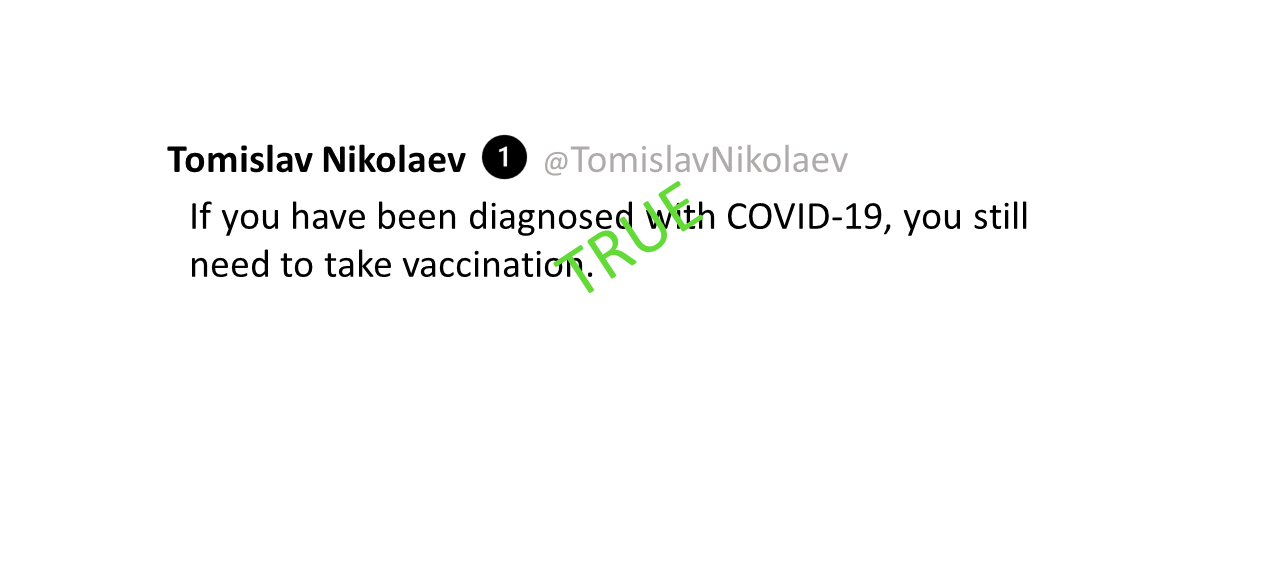 Tomislav Nikolaev 1 @TomislavNikolaev
If you have been diagnosed with COVID-19, you still
need to take vaccination.
TRUE